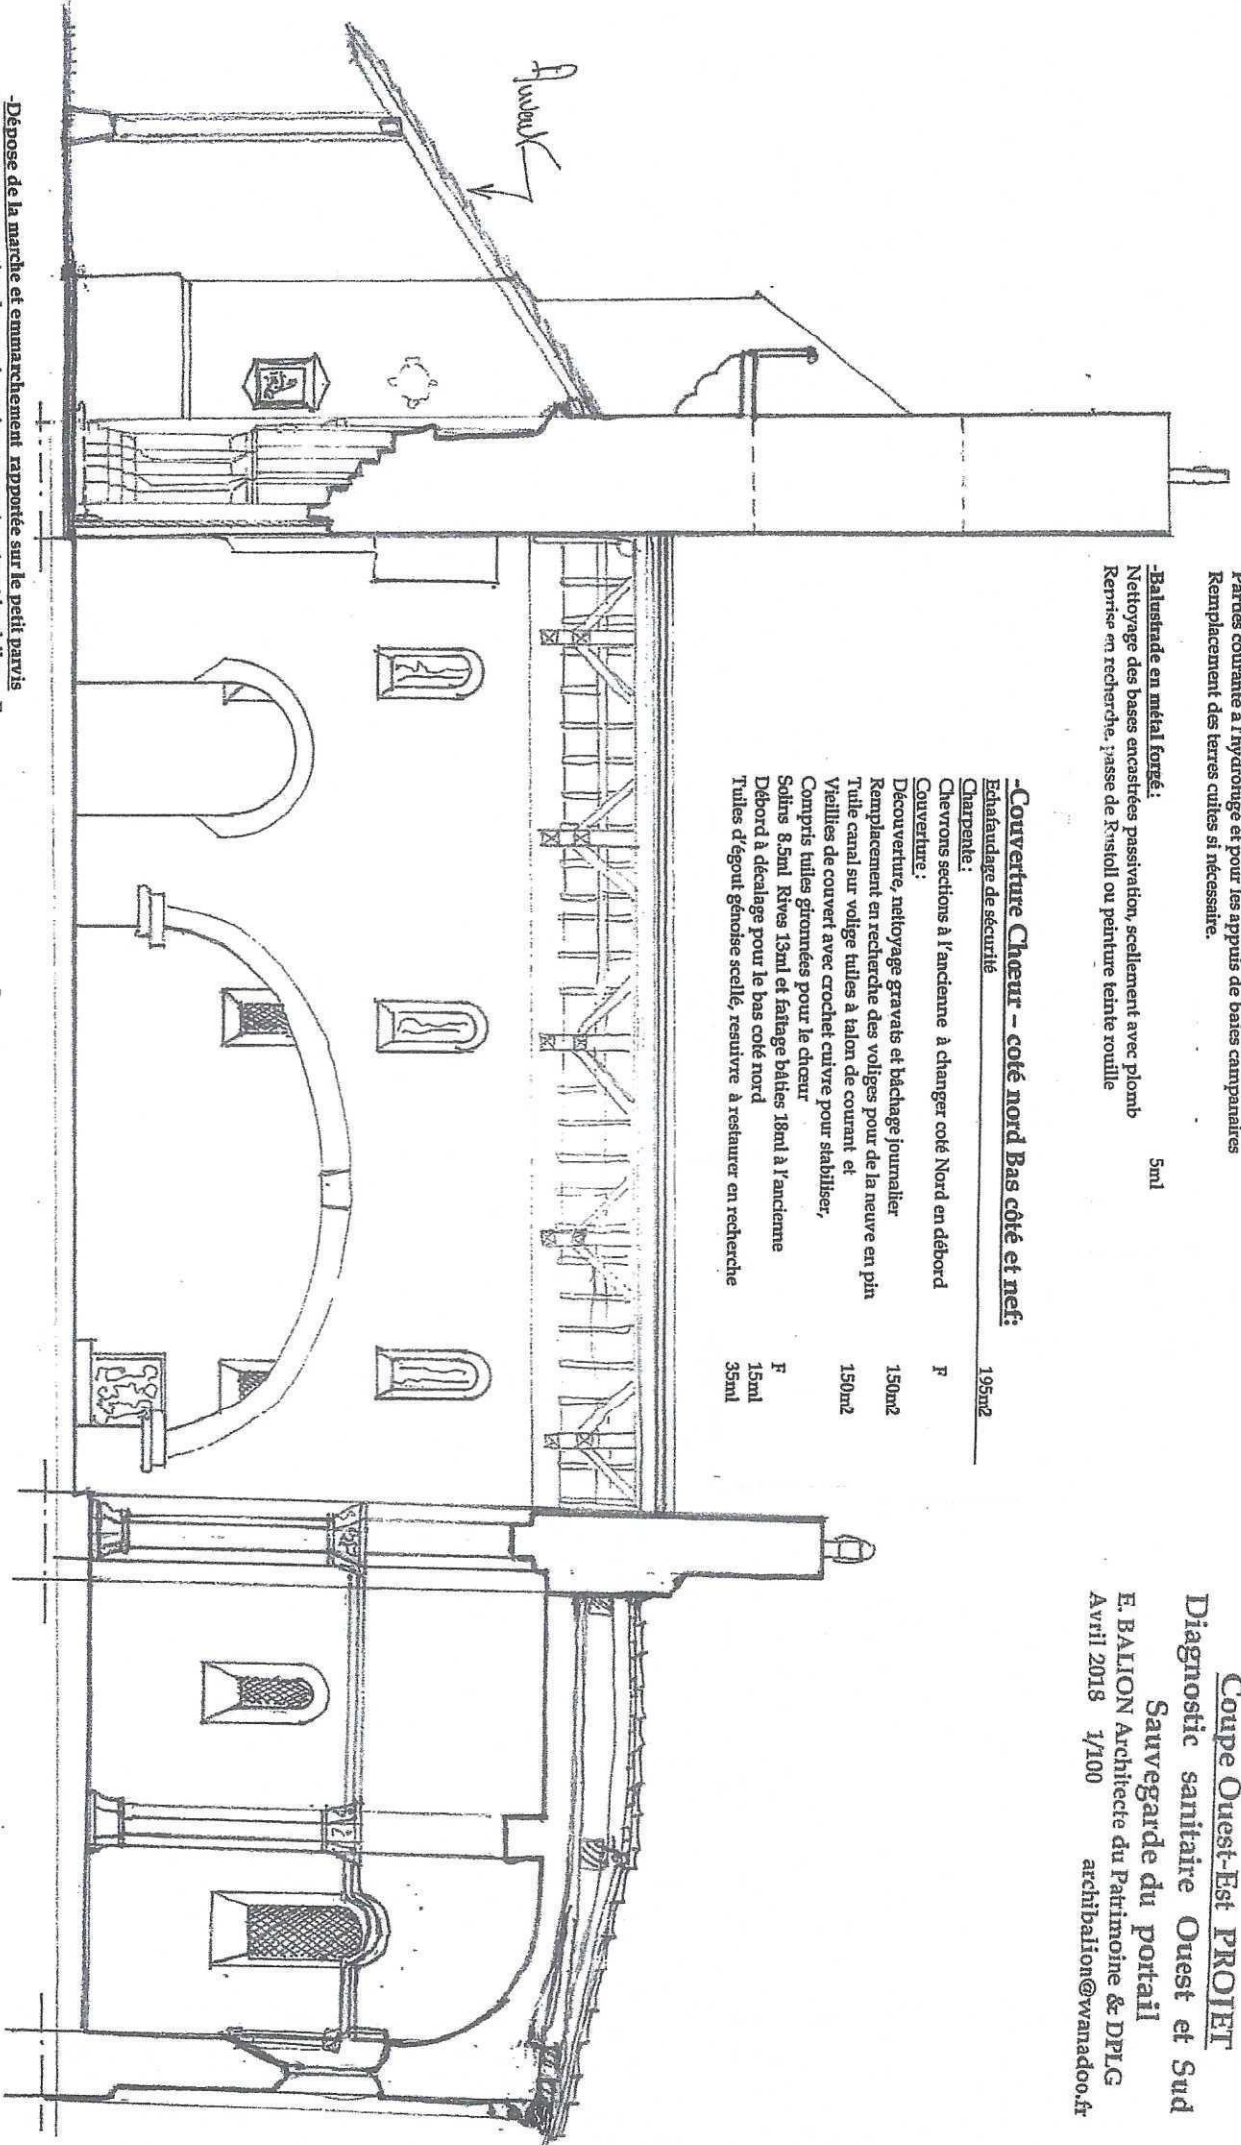 Coupe Ouest-Est PROJET
Diagnostic sanitaire Ouest et Sud
Sauvegarde du portail
E. BALION Architecte du Patrimoine & DPLG
Avril 2018 1/100 archibalion@wanadoo.fr
courante à l'hydrofuge et pour les appuis de baies campanaires
Remplacement des terres cuites si nécessaire.
-Balustrade en métal forgé :
Nettoyage des bases encastrées passivation, scellement avec plomb
Reprise en recherche, passe de Rustoll ou peinture teinte rouille 5ml
-Couverture Chœur – coté nord Bas côté et nef:
Echafaudage de sécurité 195m2
Charpente :
Chevrons sections à l'ancienne à changer coté Nord en débord F
Couverture :
Découverture, nettoyage gravats et bâchage journalier 150m2
Remplacement en recherche des voliges pour de la neuve en pin
Tuile canal sur volige tuiles à talon de courant et 150m2
Vieillies de couvert avec crochet cuivre pour stabiliser,
Compris tuiles gironnées pour le chœur
Solins 8.5ml Rives 13ml et faîtage bâties 18ml à l'ancienne F
Débord à décalage pour le bas coté nord 15ml
Tuiles d'égout génoise scellé, resuivre à restaurer en recherche 35ml
Auvent
-Dépose de la marche et emmarchement rapportée sur le petit parvis